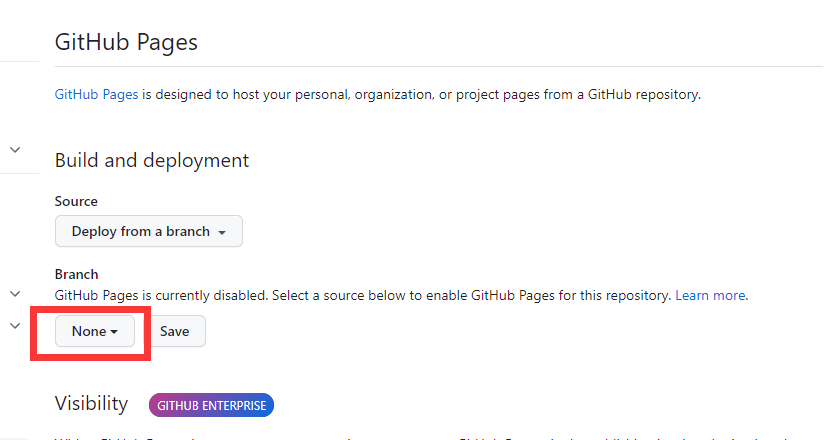 GitHub Pages
GitHub Pages is designed to host your personal, organization, or project pages from a GitHub repository.
Build and deployment
Source
Deploy from a branch
Branch
GitHub Pages is currently disabled. Select a source below to enable GitHub Pages for this repository. Learn more.
None Save
Visibility GITHUB ENTERPRISE